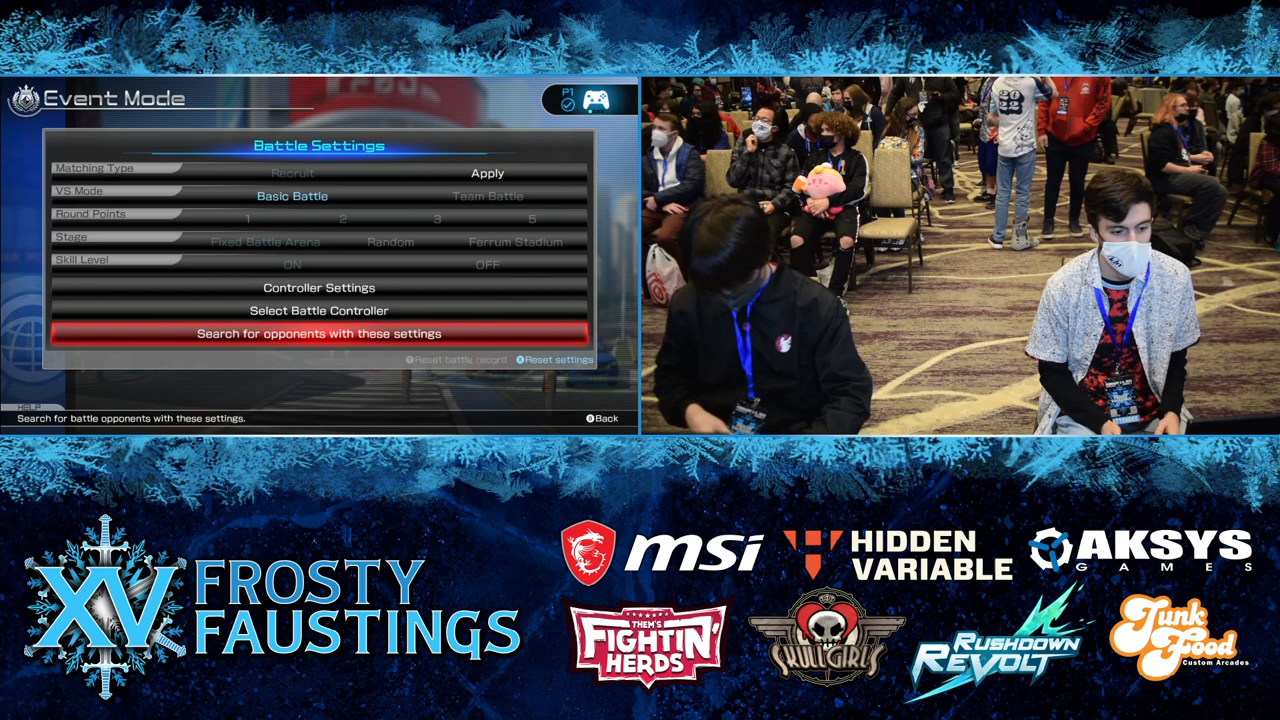 Event Mode
P1
Battle Settings
Matching Type
Recruit
Apply
VS Mode
Basic Battle
Team Battle
Round Points
1
2
3
5
Stage
Fixed Battle Arena
Random
Ferrum Stadium
Skill Level
ON
OFF
Controller Settings
Select Battle Controller
Search for opponents with these settings
Reset battle record
Reset settings
HELP
Search for battle opponents with these settings.
Back
2022
XV
FROSTY
FAUSTINGS
msi
HIDDEN
VARIABLE
AKSYS
GAMES
THEM'S
FIGHTIN'
HERDS
SKULLGIRLS
RUSHDOWN
REVOLT
Junk
Food
Custom Arcades